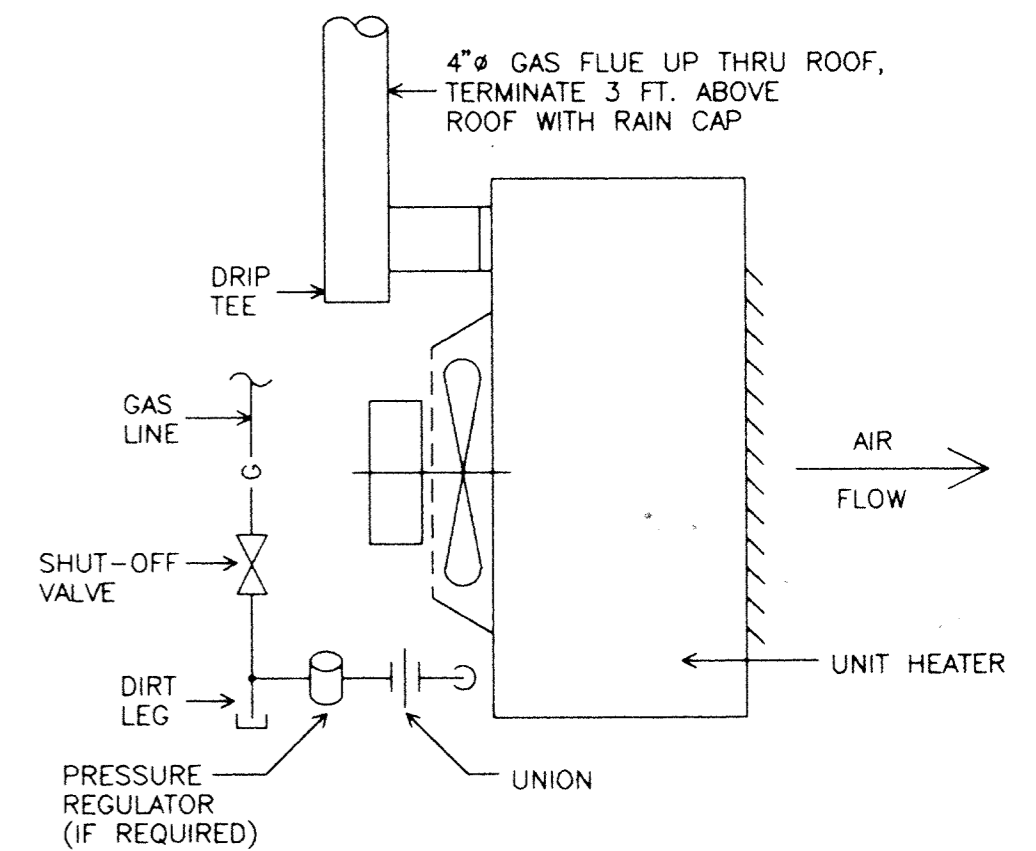 4"ø GAS FLUE UP THRU ROOF,
TERMINATE 3 FT. ABOVE
ROOF WITH RAIN CAP
DRIP
TEE
GAS
LINE
G
AIR
FLOW
SHUT-OFF
VALVE
UNIT HEATER
DIRT
LEG
PRESSURE
REGULATOR
(IF REQUIRED)
UNION